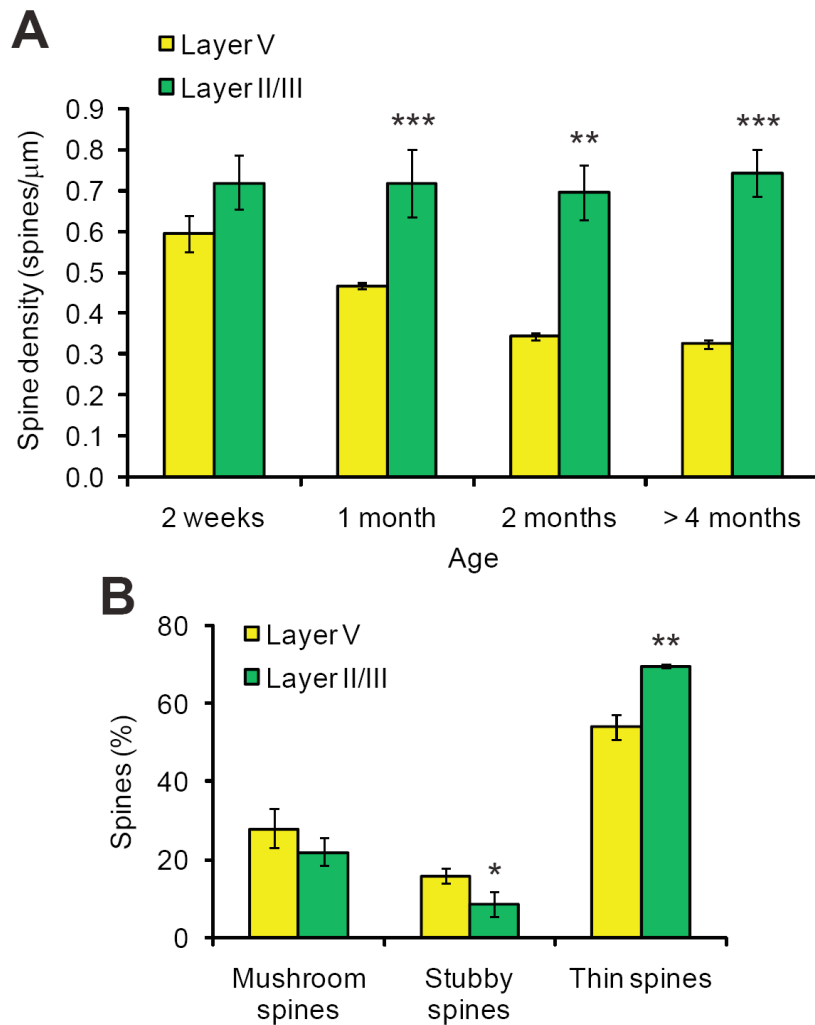 A
Layer V
Layer II/III
Spine density (spines/μm)
0.9
0.8
0.7
0.6
0.5
0.4
0.3
0.2
0.1
0.0
***
**
***
2 weeks
1 month
2 months
> 4 months
Age
B
Layer V
Layer II/III
Spines (%)
80
60
40
20
0
*
**
Mushroom spines
Stubby spines
Thin spines